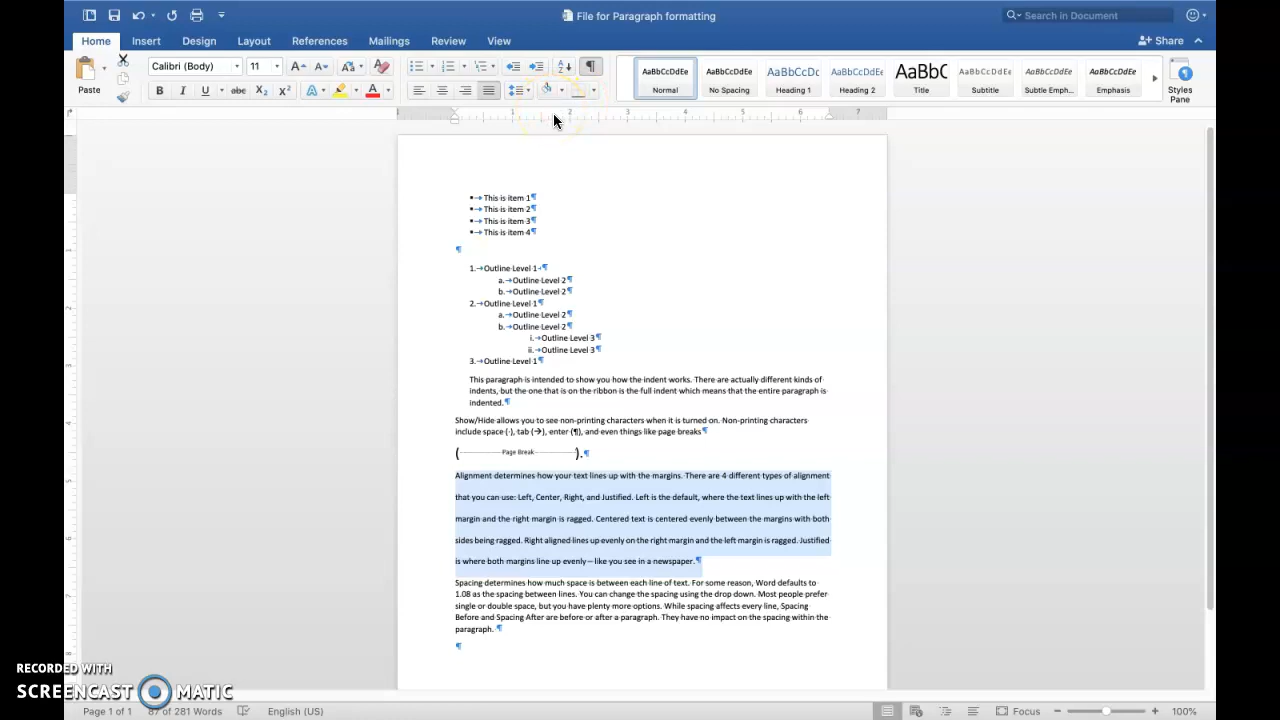 File for Paragraph formatting
Search in Document
Home Insert Design Layout References Mailings Review View
Share
Paste
Calibri (Body) 11
AaBbCcDdEe AaBbCcDdEe AaBbCcDc AaBbCcDdEe AaBbC AaBbCcDdEe AaBbCcDdEe AaBbCcDdEe
Normal No Spacing Heading 1 Heading 2 Title Subtitle Subtle Emph... Emphasis
Styles
Pane
This is item 1¶
This is item 2¶
This is item 3¶
This is item 4¶
¶
1.→Outline Level 1 ¶
a.→Outline Level 2¶
b.→Outline Level 2¶
2.→Outline Level 1¶
a.→Outline Level 2¶
b.→Outline Level 2¶
i.→Outline Level 3¶
ii.→Outline Level 3¶
3.→Outline Level 1¶
This paragraph is intended to show you how the indent works. There are actually different kinds of
indents, but the one that is on the ribbon is the full indent which means that the entire paragraph is
indented.¶
Show/Hide allows you to see non-printing characters when it is turned on. Non-printing characters
include space (·), tab (→), enter (¶), and even things like page breaks¶
(Page Break).¶
Alignment determines how your text lines up with the margins. There are 4 different types of alignment
that you can use: Left, Center, Right, and Justified. Left is the default, where the text lines up with the left
margin and the right margin is ragged. Centered text is centered evenly between the margins with both
sides being ragged. Right aligned lines up evenly on the right margin and the left margin is ragged. Justified
is where both margins line up evenly – like you see in a newspaper.¶
Spacing determines how much space is between each line of text. For some reason, Word defaults to
1.08 as the spacing between lines. You can change the spacing using the drop down. Most people prefer
single or double space, but you have plenty more options. While spacing affects every line, Spacing
Before and Spacing After are before or after a paragraph. They have no impact on the spacing within the
paragraph. ¶
¶
RECORDED WITH
SCREENCAST MATIC
Page 1 of 1 87 of 281 Words English (US) Focus 100%